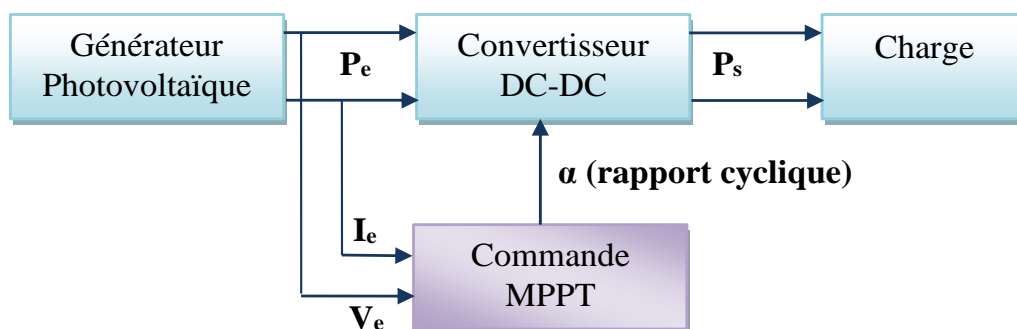 Générateur
Photovoltaïque
Pe
Convertisseur
DC-DC
Ps
Charge
α (rapport cyclique)
Ie
Commande
MPPT
Ve